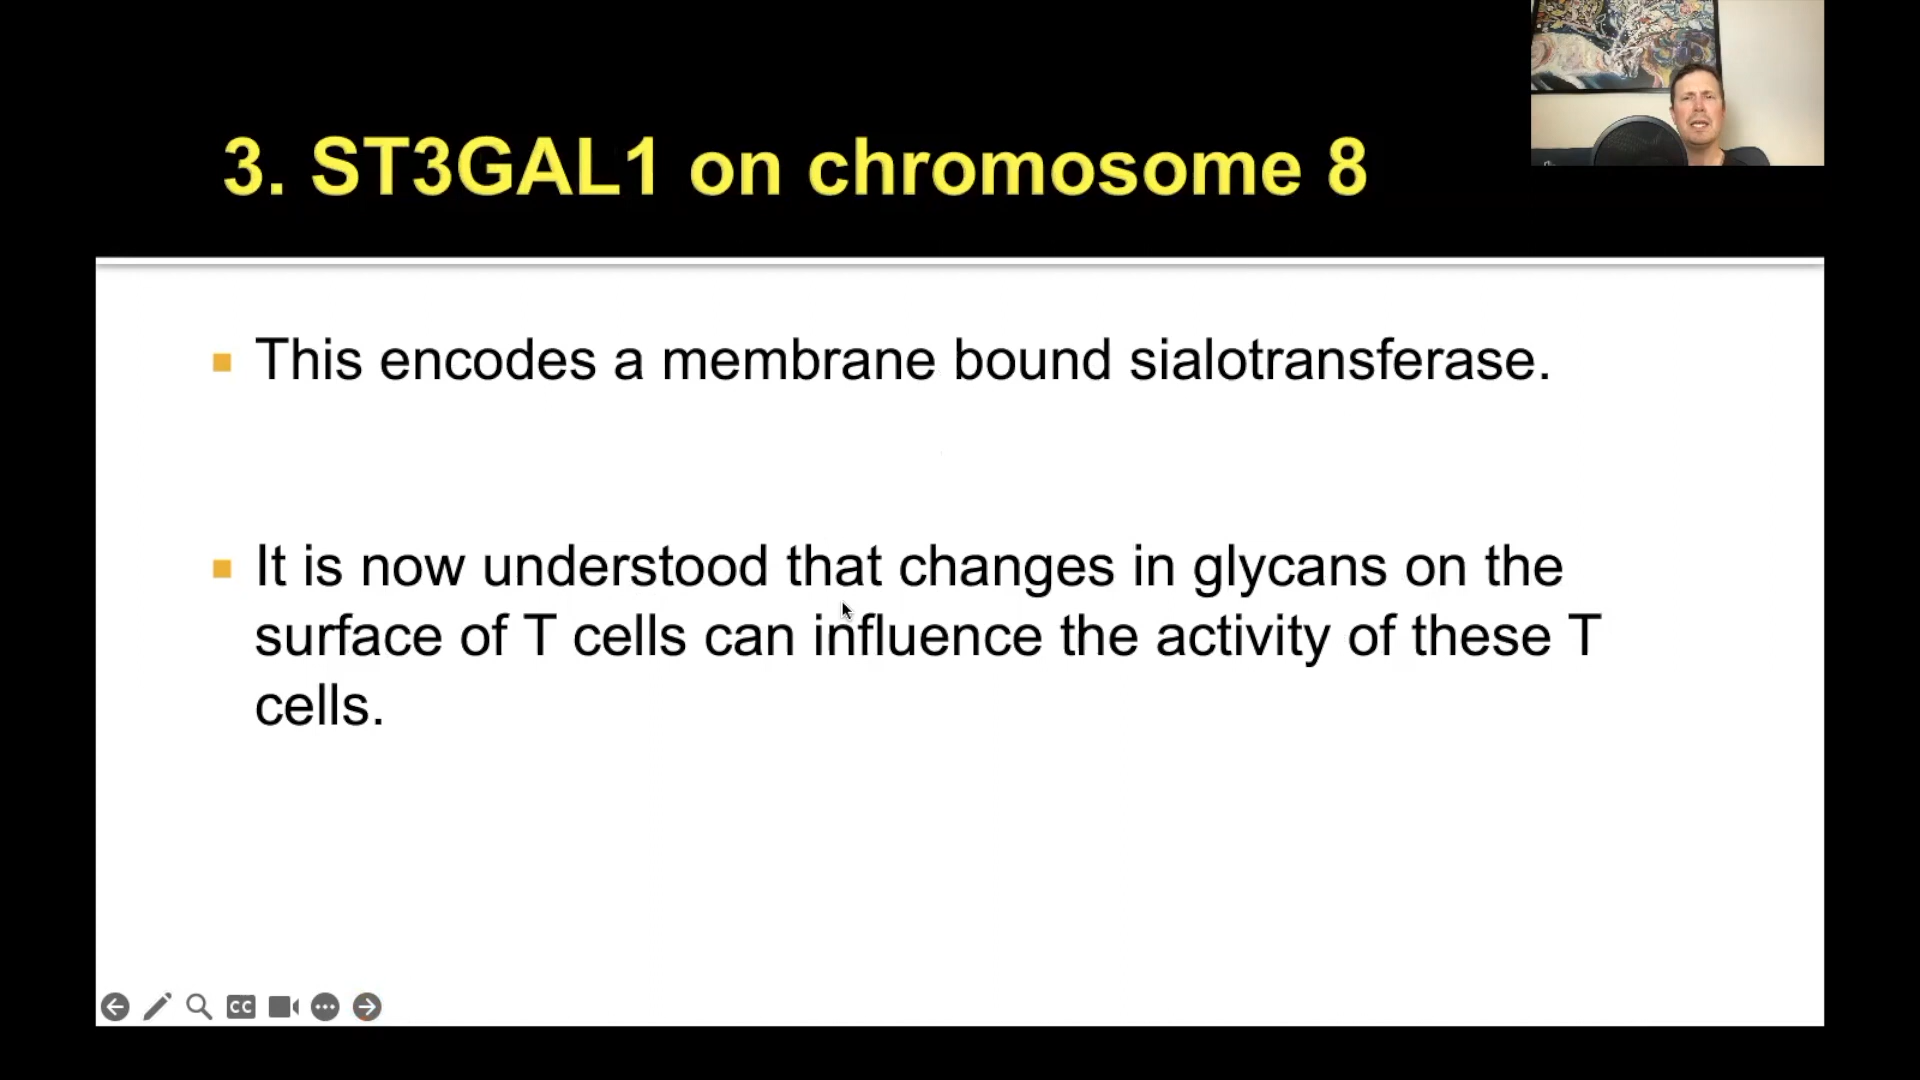 3. ST3GAL1 on chromosome 8
This encodes a membrane bound sialotransferase.
It is now understood that changes in glycans on the
surface of T cells can influence the activity of these T
cells.
CC